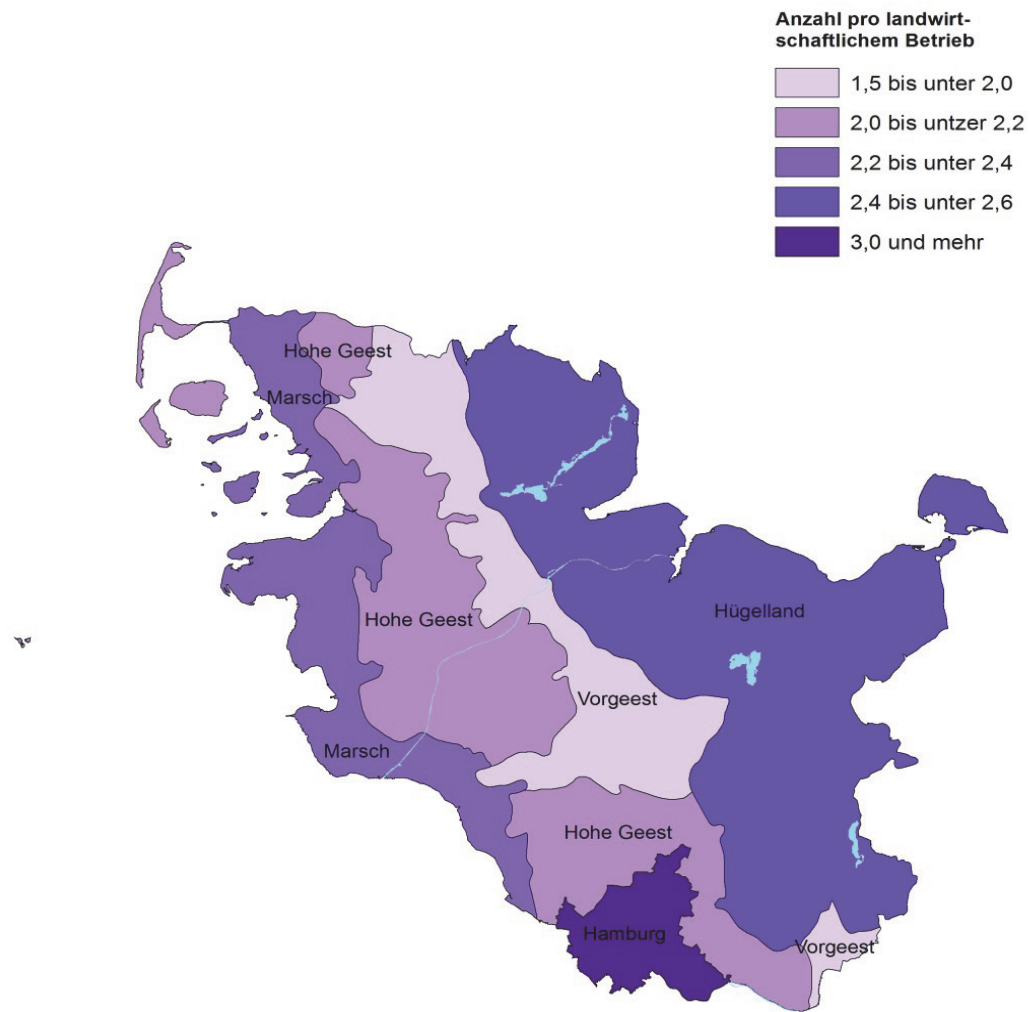 Anzahl pro landwirt-
schaftlichem Betrieb
1,5 bis unter 2,0
2,0 bis untzer 2,2
2,2 bis unter 2,4
2,4 bis unter 2,6
3,0 und mehr
Hohe Geest
Marsch
Hügelland
Hohe Geest
Vorgeest
Marsch
Hohe Geest
Hamburg
Vorgeest